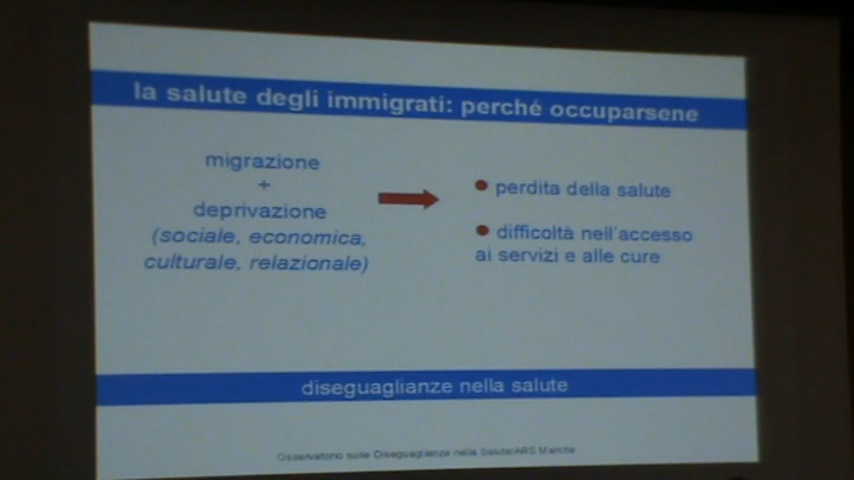 la salute degli immigrati: perché occuparsene
migrazione
+
deprivazione
(sociale, economica,
culturale, relazionale)
● perdita della salute
● difficoltà nell'accesso
ai servizi e alle cure
diseguaglianze nella salute
Osservatorio sulle Diseguaglianze nella Salute/ARS Marche